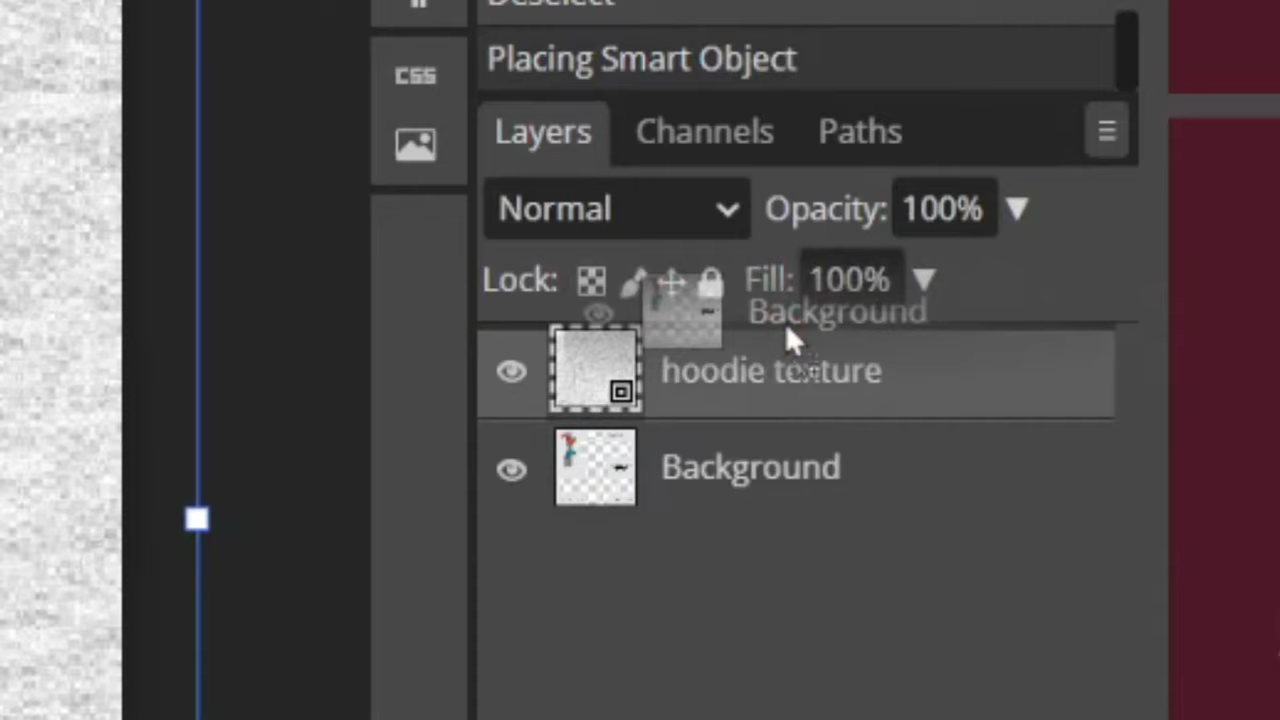 Deselect
Placing Smart Object
CSS
Layers Channels Paths
Normal Opacity: 100%
Lock: Fill: 100%
Background
hoodie texture
Background